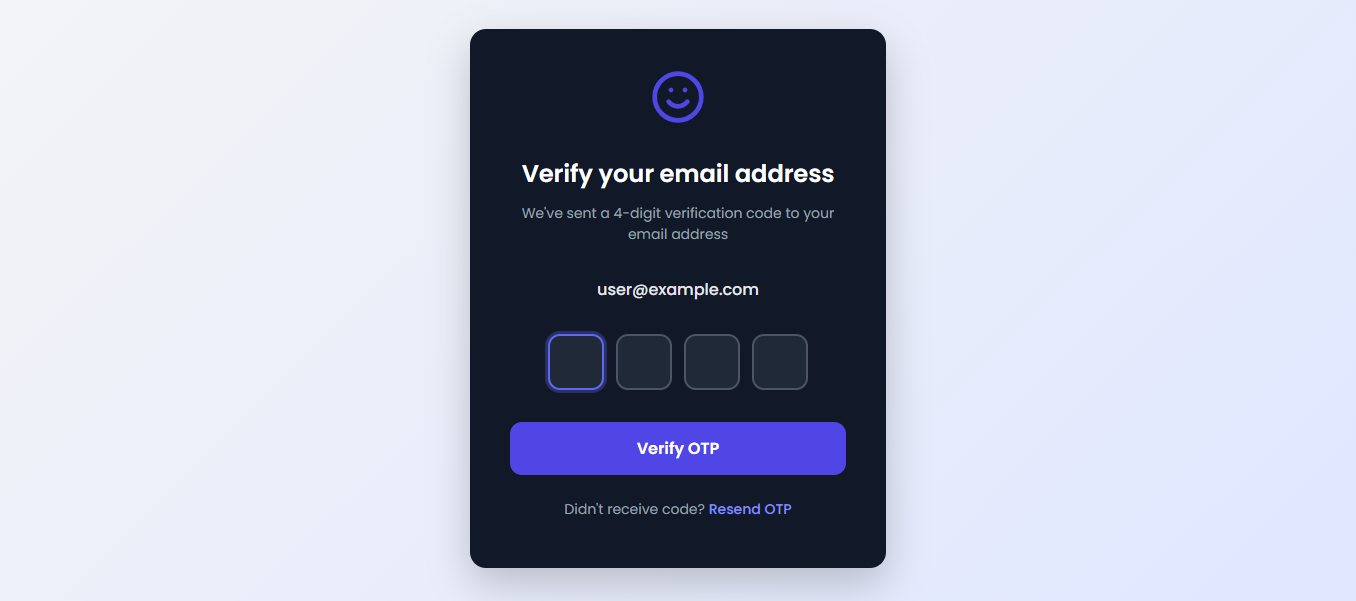 Verify your email address
We've sent a 4-digit verification code to your
email address
user@example.com
Verify OTP
Didn't receive code? Resend OTP